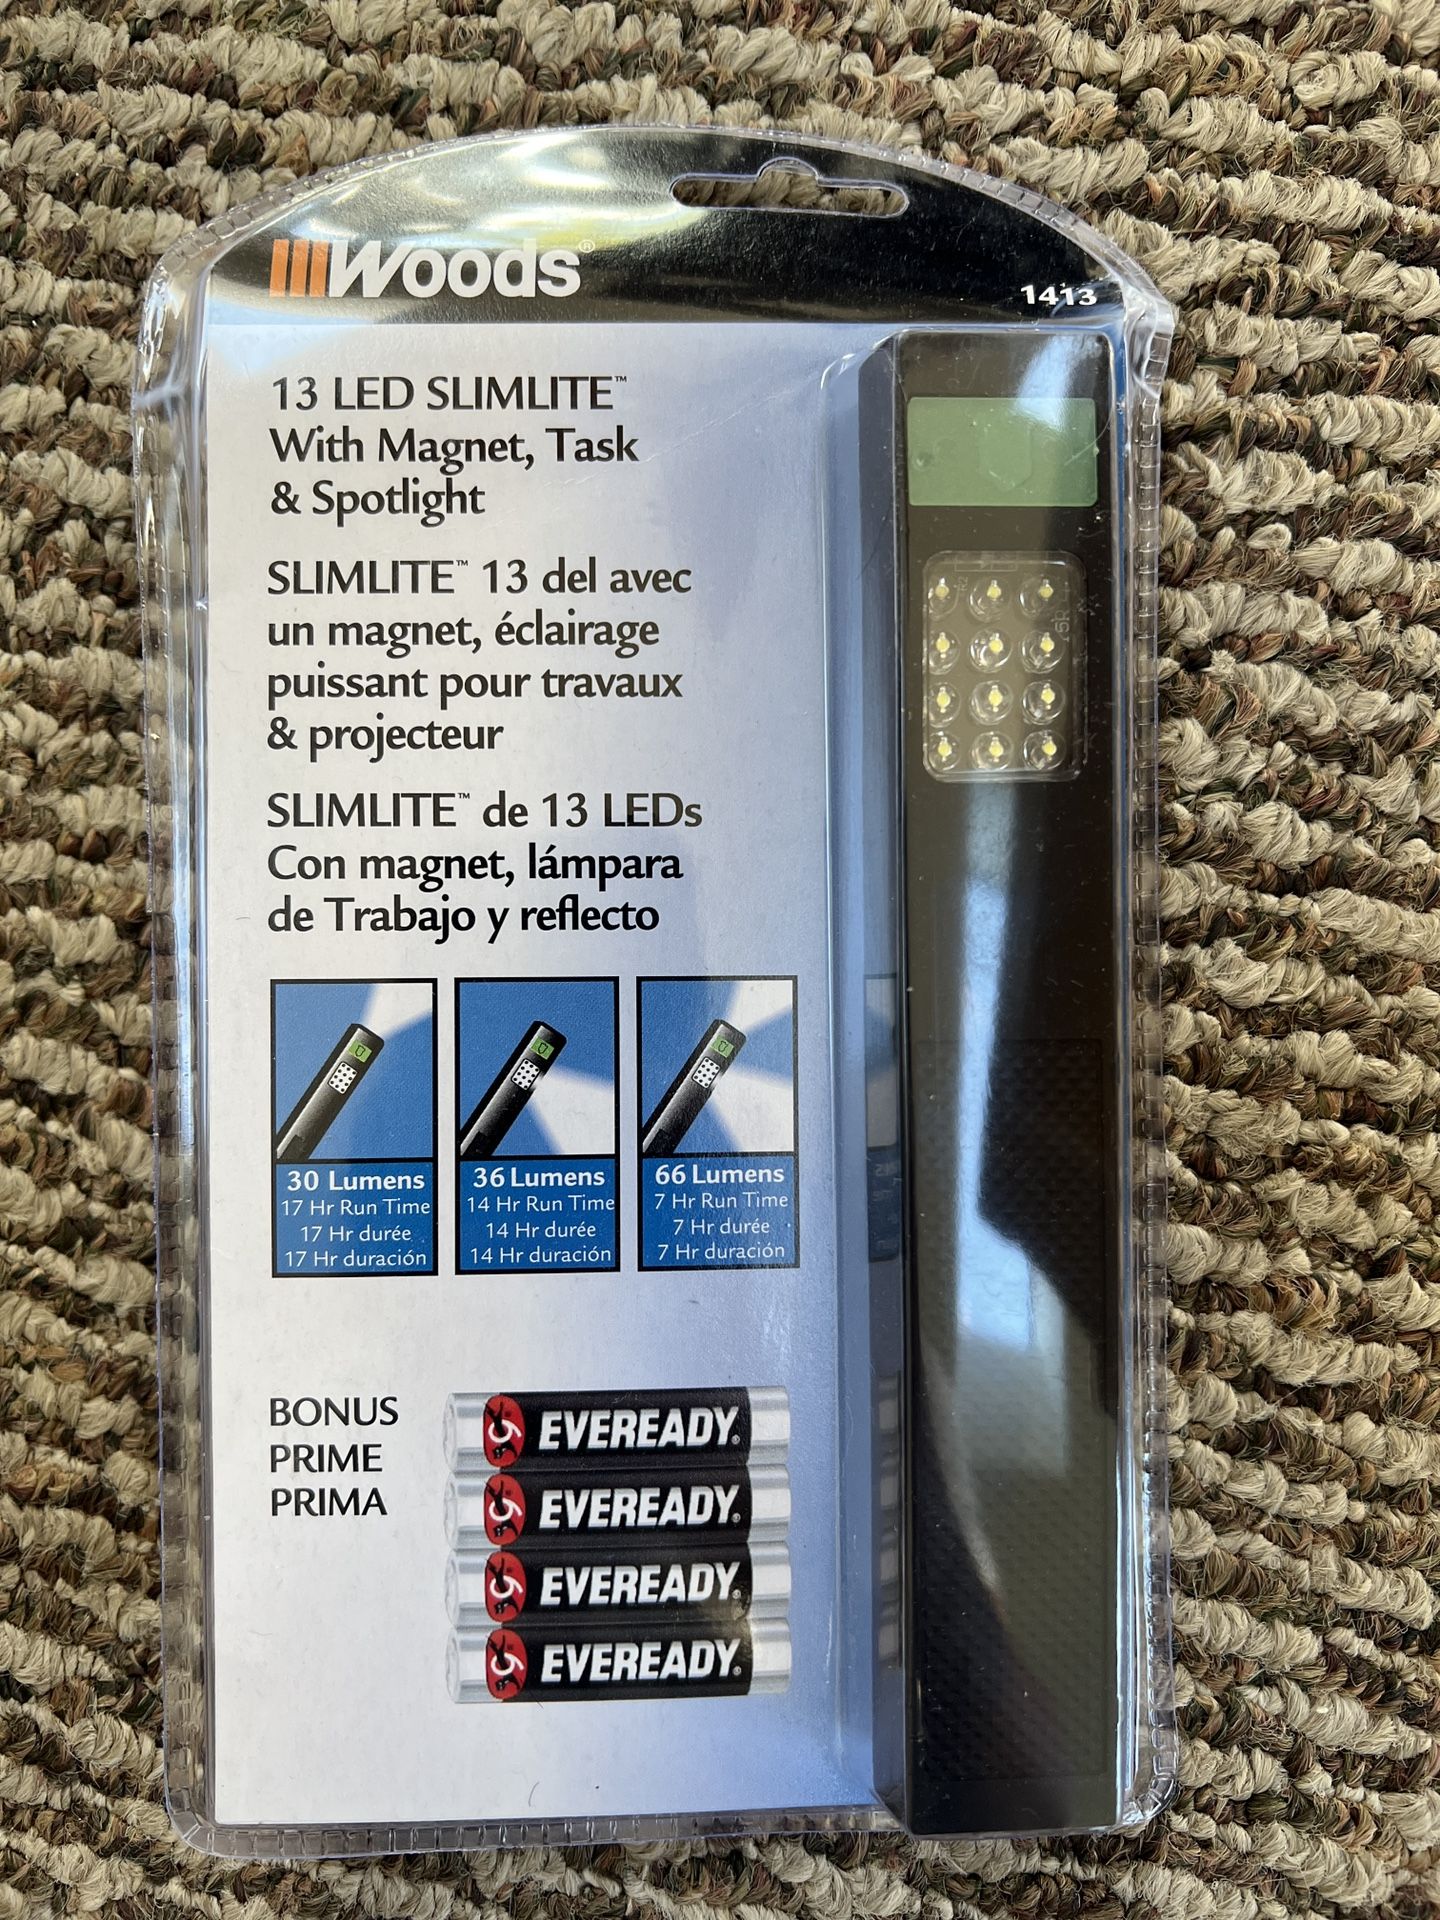 Woods®
1413
13 LED SLIMLITE™
With Magnet, Task
& Spotlight
SLIMLITE™ 13 del avec
un magnet, éclairage
puissant pour travaux
& projecteur
SLIMLITE™ de 13 LEDs
Con magnet, lámpara
de Trabajo y reflecto
30 Lumens
17 Hr Run Time
17 Hr durée
17 Hr duración
36 Lumens
14 Hr Run Time
14 Hr durée
14 Hr duración
66 Lumens
7 Hr Run Time
7 Hr durée
7 Hr duración
BONUS
PRIME
PRIMA
EVEREADY®
EVEREADY®
EVEREADY®
EVEREADY®